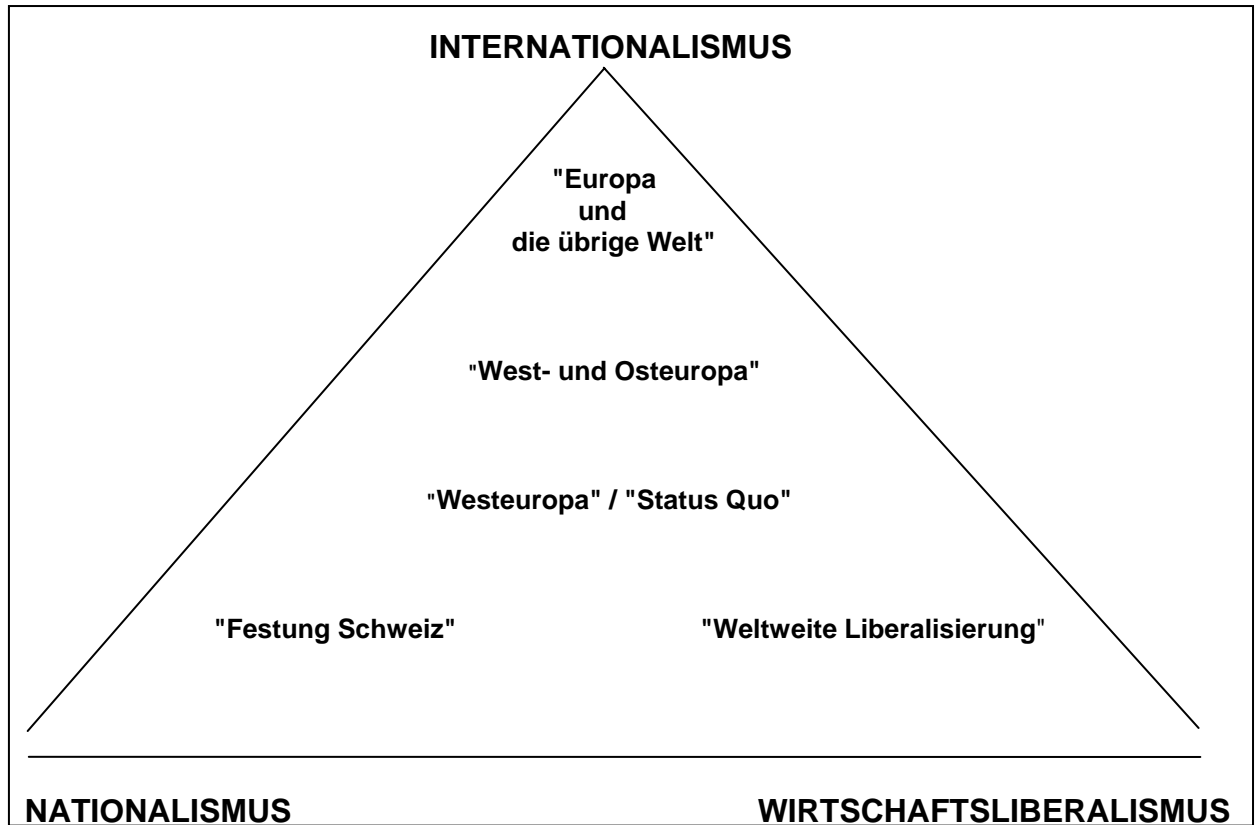 INTERNATIONALISMUS
"Europa
und
die übrige Welt"
"West- und Osteuropa"
"Westeuropa" / "Status Quo"
"Festung Schweiz" "Weltweite Liberalisierung"
NATIONALISMUS WIRTSCHAFTSLIBERALISMUS